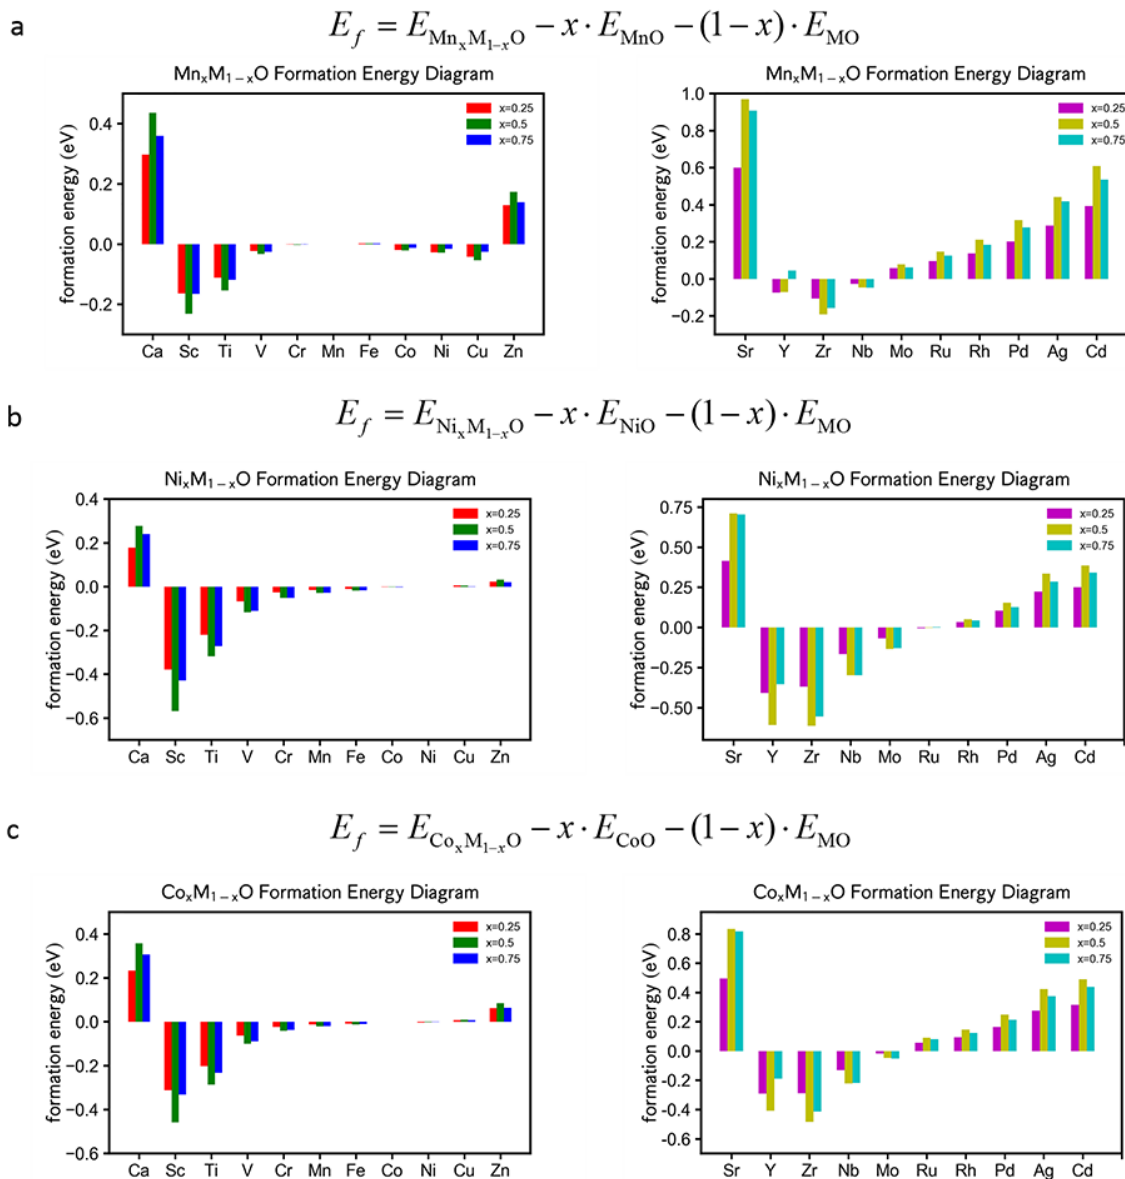 a
E_f = E_{Mn_xM_{1−x}O} − x · E_{MnO} − (1−x) · E_{MO}
Mn_xM_{1−x}O Formation Energy Diagram
formation energy (eV)
0.4
0.2
0.0
−0.2
x=0.25
x=0.5
x=0.75
Ca Sc Ti V Cr Mn Fe Co Ni Cu Zn
Mn_xM_{1−x}O Formation Energy Diagram
formation energy (eV)
1.0
0.8
0.6
0.4
0.2
0.0
−0.2
x=0.25
x=0.5
x=0.75
Sr Y Zr Nb Mo Ru Rh Pd Ag Cd
b
E_f = E_{Ni_xM_{1−x}O} − x · E_{NiO} − (1−x) · E_{MO}
Ni_xM_{1−x}O Formation Energy Diagram
formation energy (eV)
0.4
0.2
0.0
−0.2
−0.4
−0.6
x=0.25
x=0.5
x=0.75
Ca Sc Ti V Cr Mn Fe Co Ni Cu Zn
Ni_xM_{1−x}O Formation Energy Diagram
formation energy (eV)
0.75
0.50
0.25
0.00
−0.25
−0.50
x=0.25
x=0.5
x=0.75
Sr Y Zr Nb Mo Ru Rh Pd Ag Cd
c
E_f = E_{Co_xM_{1−x}O} − x · E_{CoO} − (1−x) · E_{MO}
Co_xM_{1−x}O Formation Energy Diagram
formation energy (eV)
0.4
0.2
0.0
−0.2
−0.4
−0.6
x=0.25
x=0.5
x=0.75
Ca Sc Ti V Cr Mn Fe Co Ni Cu Zn
Co_xM_{1−x}O Formation Energy Diagram
formation energy (eV)
0.8
0.6
0.4
0.2
0.0
-0.2
-0.4
-0.6
x=0.25
x=0.5
x=0.75
Sr Y Zr Nb Mo Ru Rh Pd Ag Cd